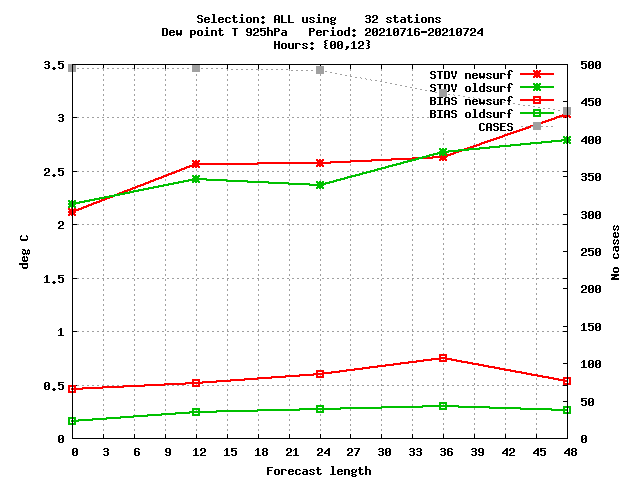 Selection: ALL using    32 stations
Dew point T 925hPa   Period: 20210716-20210724
Hours: {00,12}
3.5
3
2.5
2
1.5
1
0.5
0
deg C
500
450
400
350
300
250
200
150
100
50
0
No cases
STDV newsurf
STDV oldsurf
BIAS newsurf
BIAS oldsurf
CASES
0 3 6 9 12 15 18 21 24 27 30 33 36 39 42 45 48
Forecast length